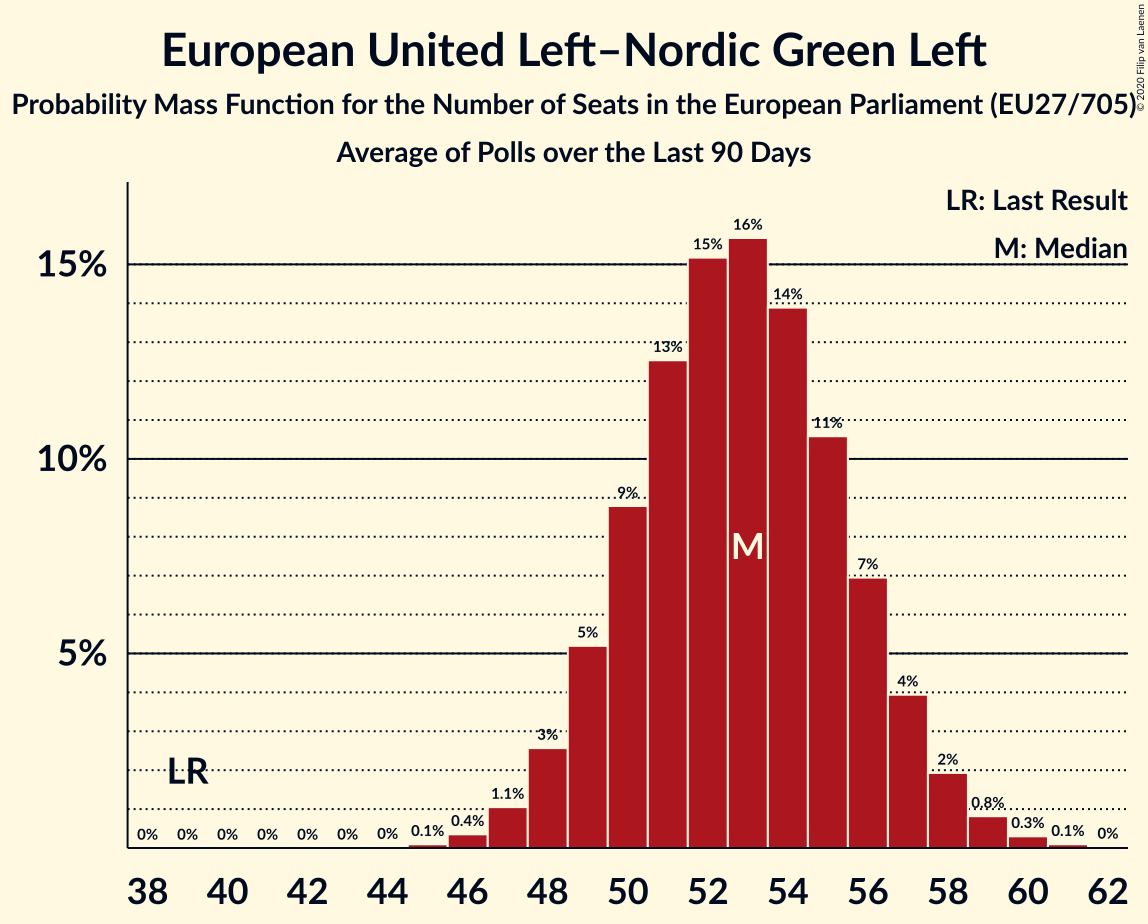 European United Left–Nordic Green Left
Probability Mass Function for the Number of Seats in the European Parliament (EU27/705)
Average of Polls over the Last 90 Days
© 2020 Filip van Laenen
LR: Last Result
M: Median
15%
10%
5%
0% 0% 0% 0% 0% 0% 0% 0.1% 0.4% 1.1% 3% 5% 9% 13% 15% 16% 14% 11% 7% 4% 2% 0.8% 0.3% 0.1% 0%
LR
M
38 40 42 44 46 48 50 52 54 56 58 60 62